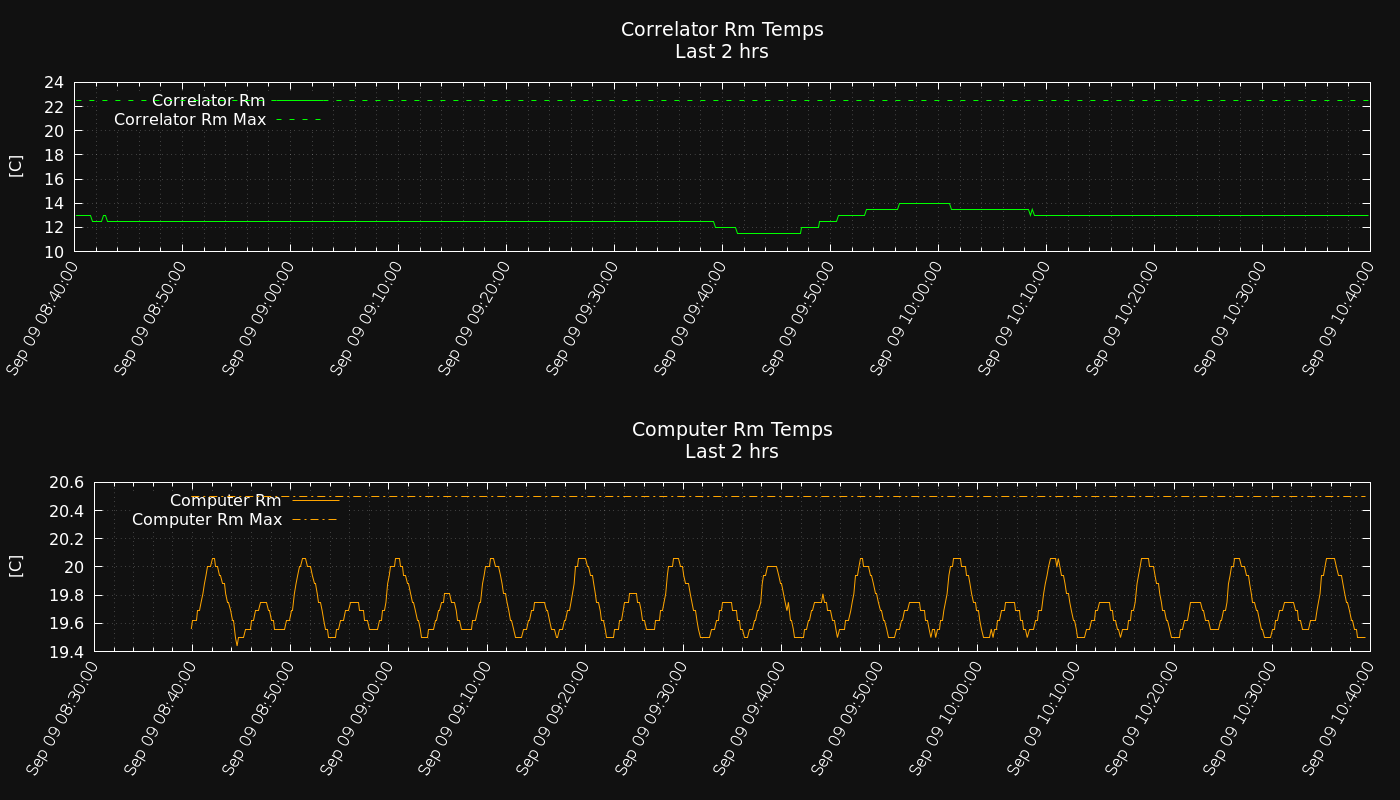 Correlator Rm Temps
Last 2 hrs
24
22
20
18
16
14
12
10
[C]
Correlator Rm
Correlator Rm Max
Sep 09 08:40:00
Sep 09 08:50:00
Sep 09 09:00:00
Sep 09 09:10:00
Sep 09 09:20:00
Sep 09 09:30:00
Sep 09 09:40:00
Sep 09 09:50:00
Sep 09 10:00:00
Sep 09 10:10:00
Sep 09 10:20:00
Sep 09 10:30:00
Sep 09 10:40:00
Computer Rm Temps
Last 2 hrs
20.6
20.4
20.2
20
19.8
19.6
19.4
[C]
Computer Rm
Computer Rm Max
Sep 09 08:30:00
Sep 09 08:40:00
Sep 09 08:50:00
Sep 09 09:00:00
Sep 09 09:10:00
Sep 09 09:20:00
Sep 09 09:30:00
Sep 09 09:40:00
Sep 09 09:50:00
Sep 09 10:00:00
Sep 09 10:10:00
Sep 09 10:20:00
Sep 09 10:30:00
Sep 09 10:40:00